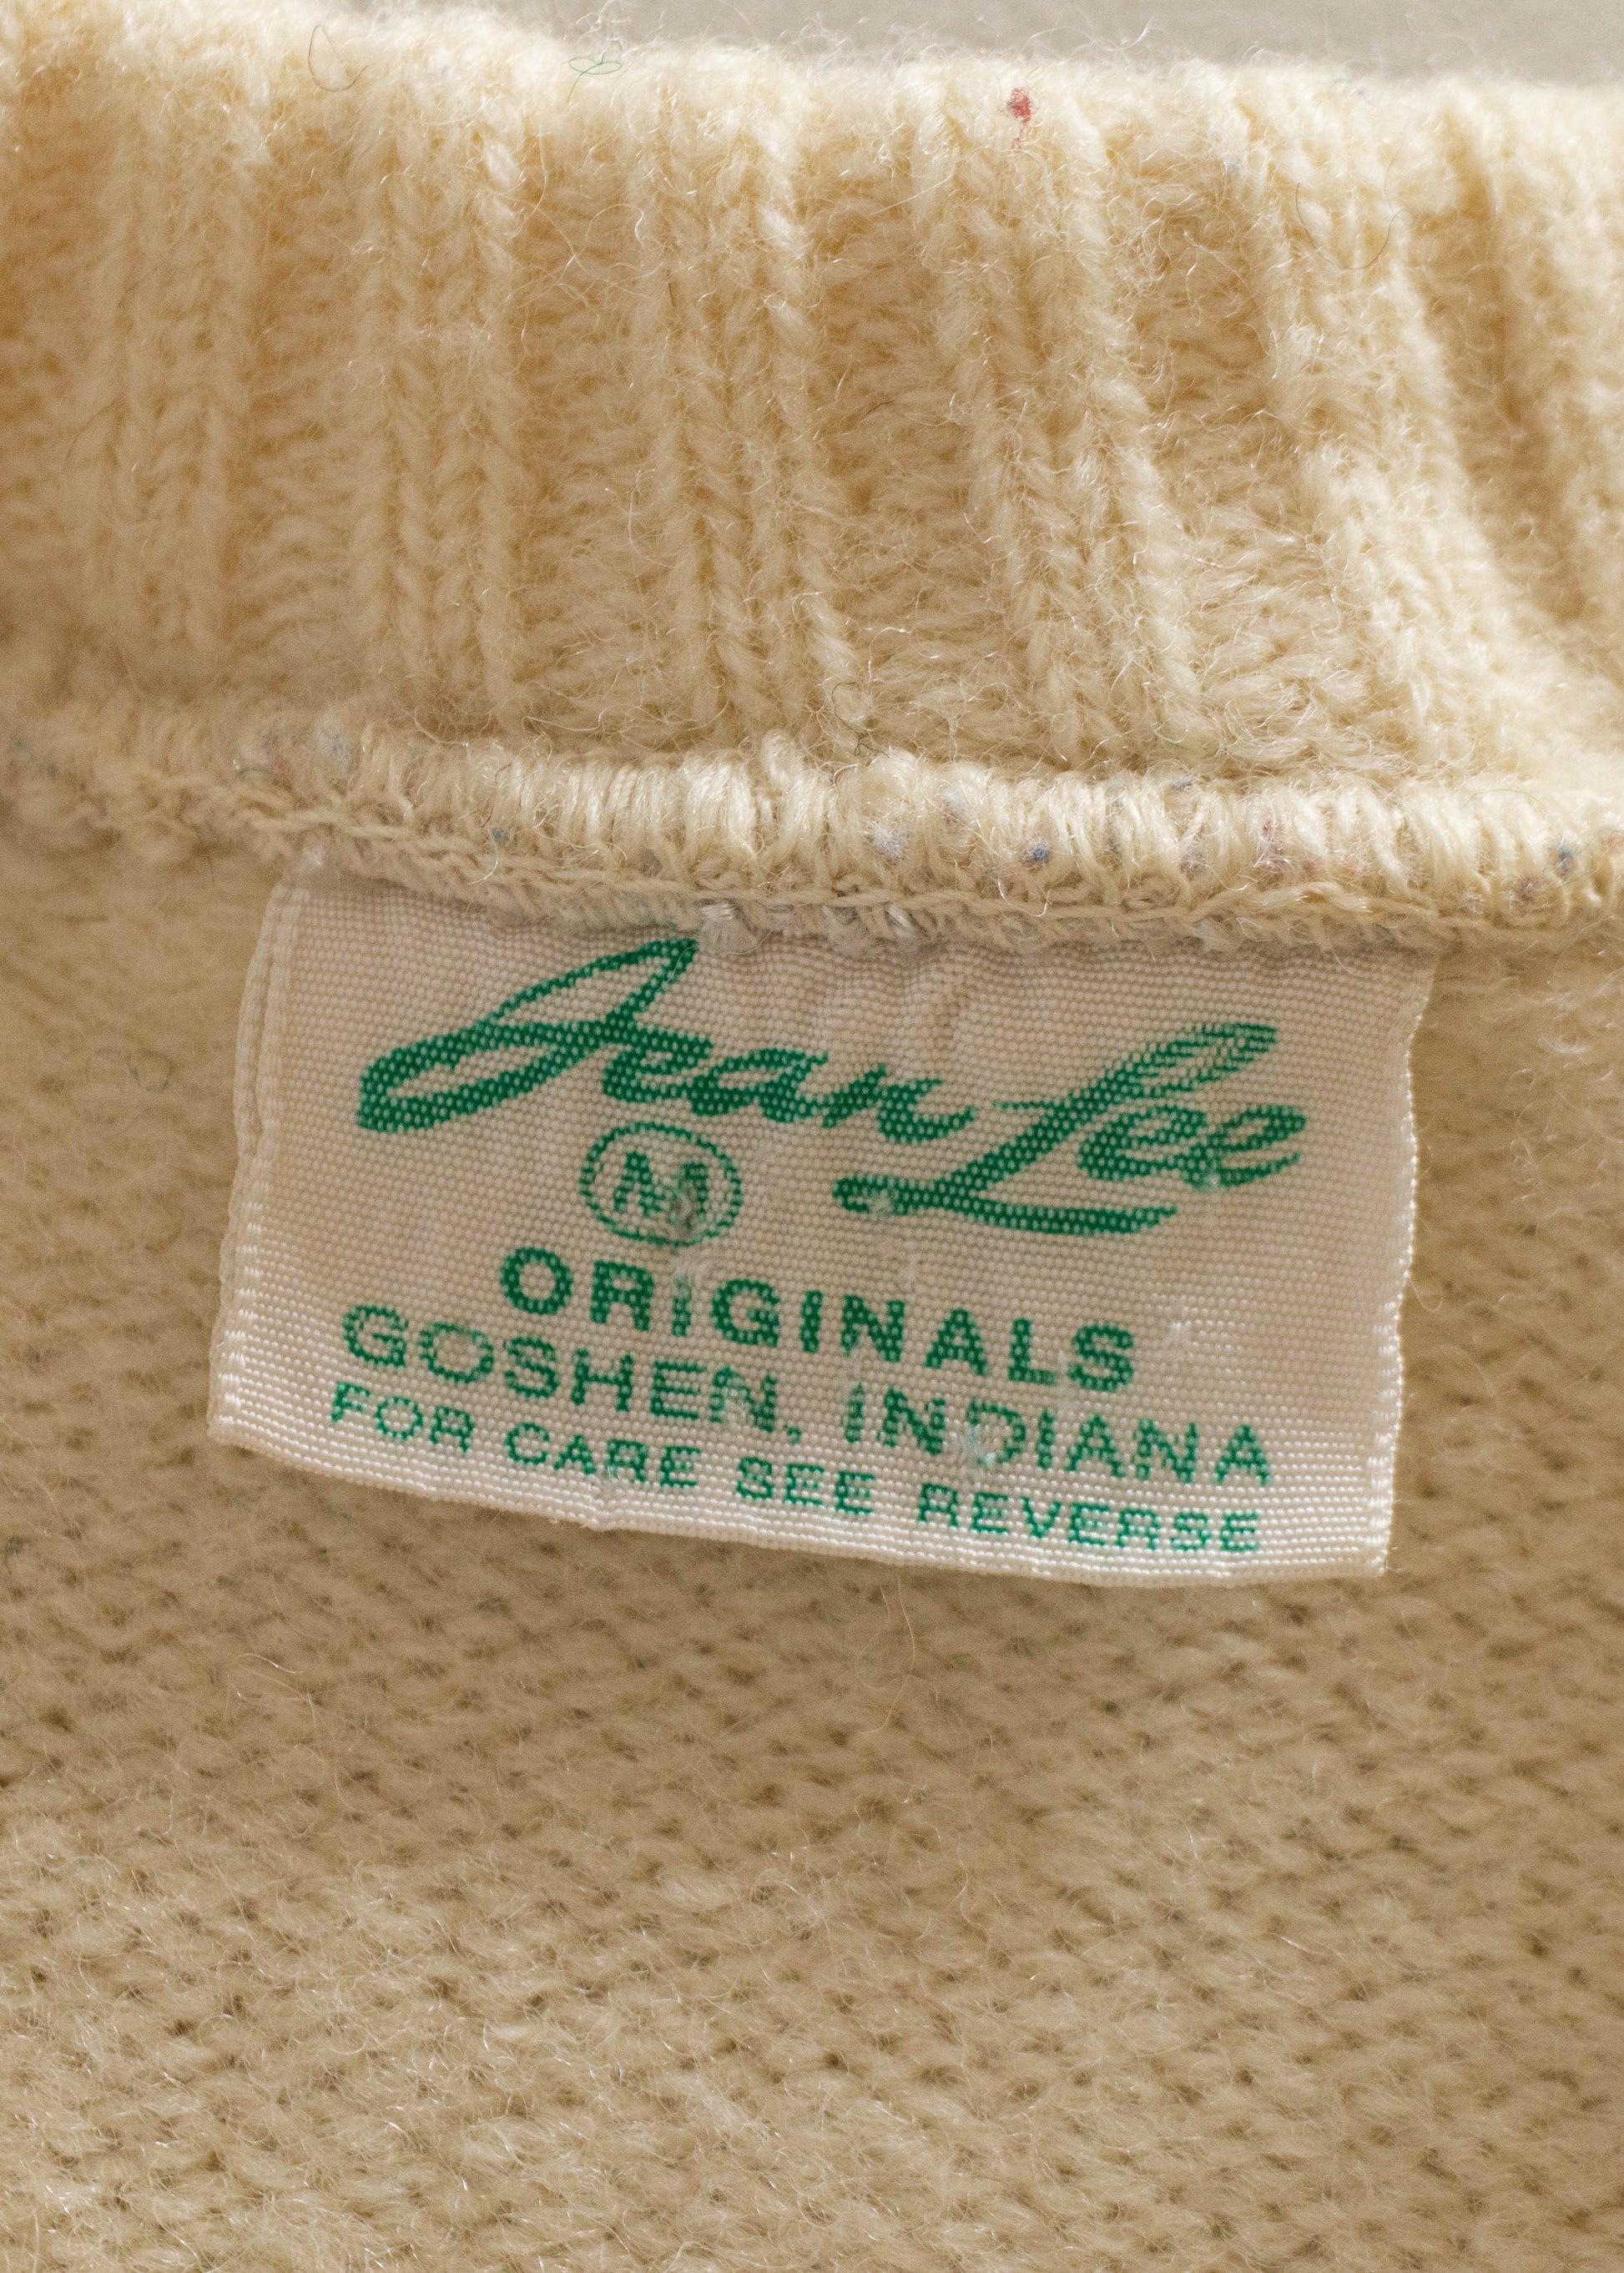 Jean Lee
M
ORIGINALS
GOSHEN, INDIANA
FOR CARE SEE REVERSE